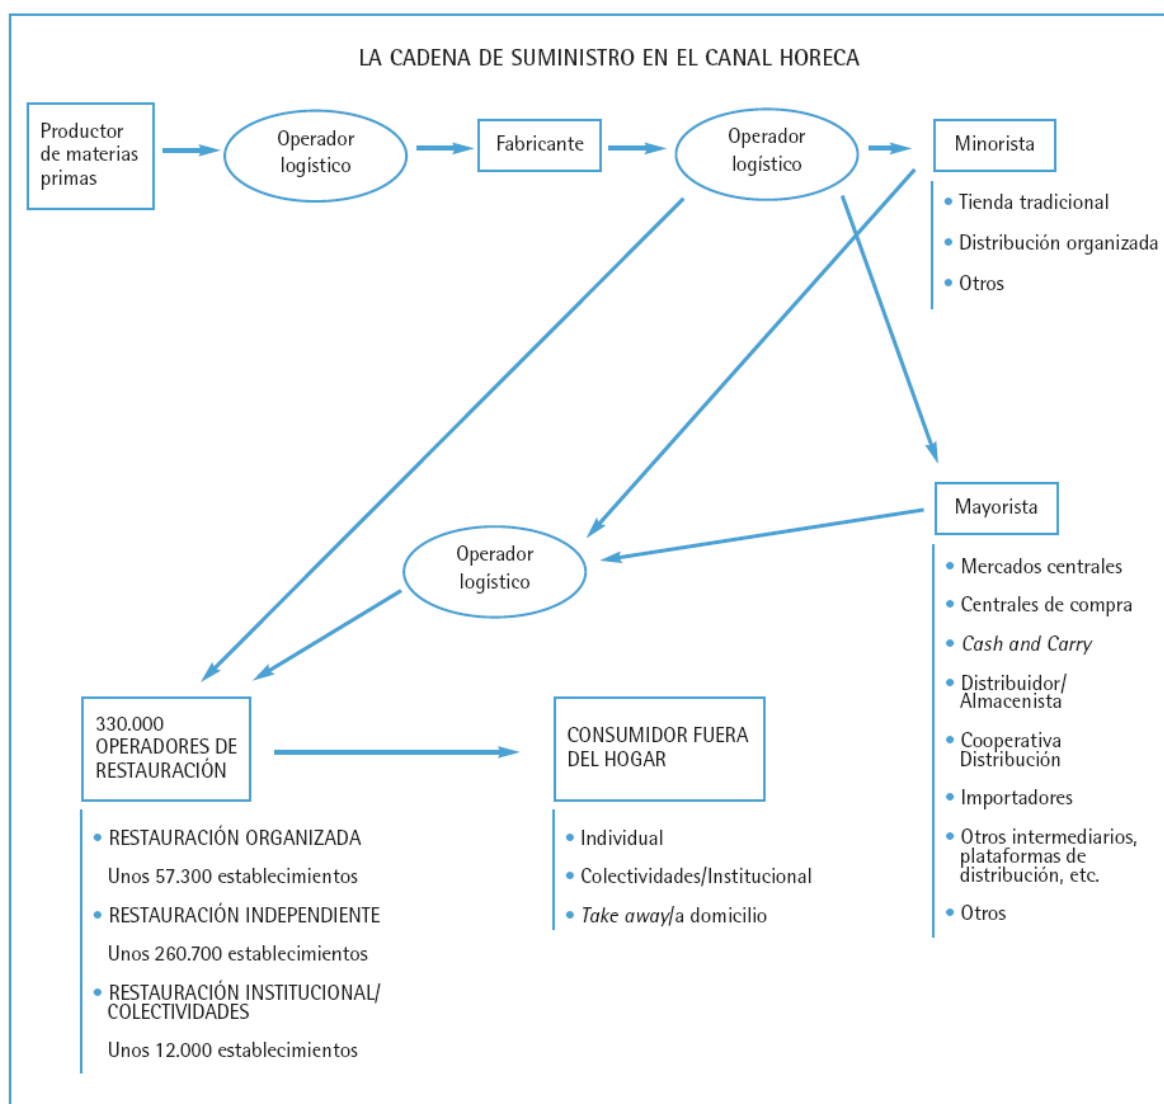 LA CADENA DE SUMINISTRO EN EL CANAL HORECA
Productor
de materias
primas
Operador
logístico
Fabricante
Operador
logístico
Minorista
• Tienda tradicional
• Distribución organizada
• Otros
Mayorista
• Mercados centrales
• Centrales de compra
• Cash and Carry
• Distribuidor/
Almacenista
• Cooperativa
Distribución
• Importadores
• Otros intermediarios,
plataformas de
distribución, etc.
• Otros
Operador
logístico
330.000
OPERADORES DE
RESTAURACIÓN
• RESTAURACIÓN ORGANIZADA
Unos 57.300 establecimientos
• RESTAURACIÓN INDEPENDIENTE
Unos 260.700 establecimientos
• RESTAURACIÓN INSTITUCIONAL/
COLECTIVIDADES
Unos 12.000 establecimientos
CONSUMIDOR FUERA
DEL HOGAR
• Individual
• Colectividades/Institucional
• Take away/a domicilio